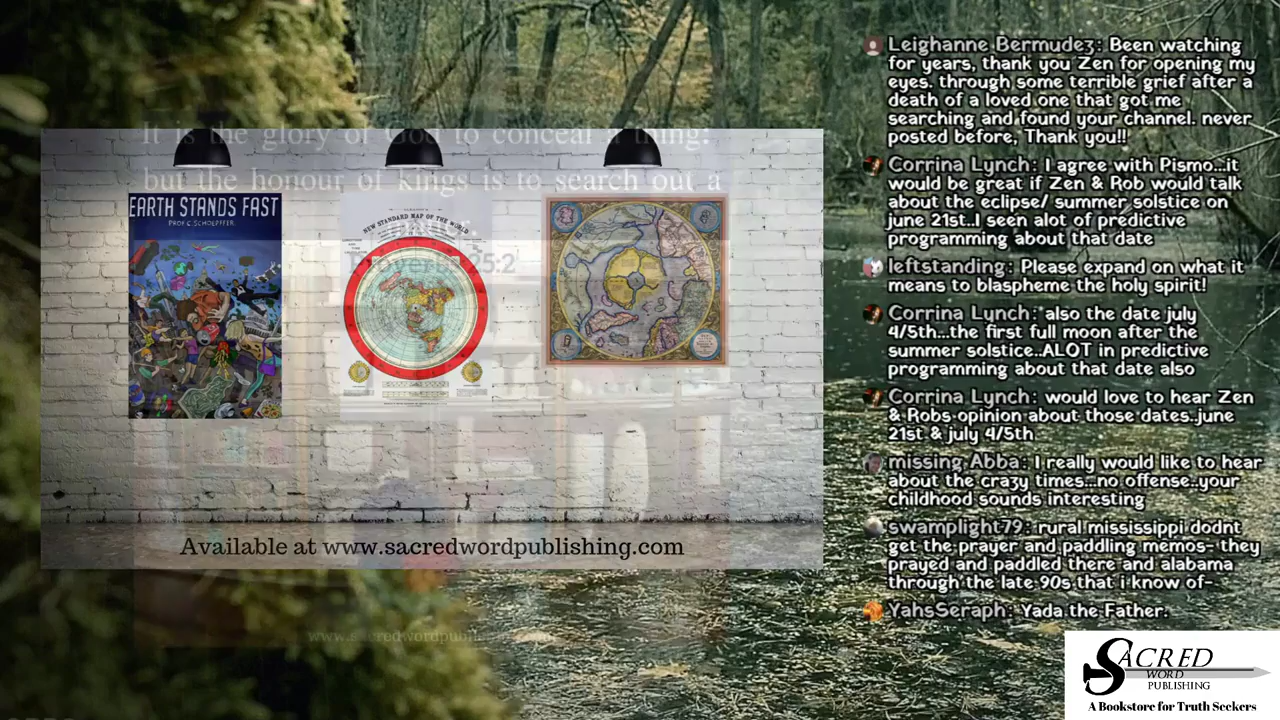 It is the glory of God to conceal a thing:
but the honour of kings is to search out a
matter.
Proverbs 25:2
EARTH STANDS FAST
PROF C. SCHOEPFFER.
NEW STANDARD MAP OF THE WORLD
Available at www.sacredwordpublishing.com
www.sacredwordpublishing.com
Leighanne Bermudez: Been watching
for years, thank you Zen for opening my
eyes. through some terrible grief after a
death of a loved one that got me
searching and found your channel. never
posted before, Thank you!!
Corrina Lynch: I agree with Pismo...it
would be great if Zen & Rob would talk
about the eclipse/ summer solstice on
june 21st..I seen alot of predictive
programming about that date
leftstanding: Please expand on what it
means to blaspheme the holy spirit!
Corrina Lynch: also the date july
4/5th...the first full moon after the
summer solstice..ALOT in predictive
programming about that date also
Corrina Lynch: would love to hear Zen
& Robs opinion about those dates..june
21st & july 4/5th
missing Abba: I really would like to hear
about the crazy times...no offense..your
childhood sounds interesting
swamplight79: rural mississippi dodnt
get the prayer and paddling memos- they
prayed and paddled there and alabama
through the late 90s that i know of-
YahsSeraph: Yada the Father.
SACRED
WORD
PUBLISHING
A Bookstore for Truth Seekers